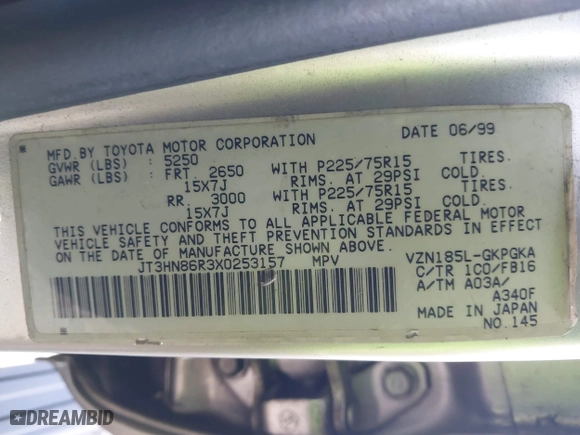 MFD. BY TOYOTA MOTOR CORPORATION DATE 06/99
GVWR (LBS) : 5250
GAWR (LBS) : FRT. 2650 WITH P225/75R15 TIRES.
15X7J RIMS. AT 29PSI COLD.
RR. 3000 WITH P225/75R15 TIRES.
15X7J RIMS. AT 29PSI COLD.
THIS VEHICLE CONFORMS TO ALL APPLICABLE FEDERAL MOTOR
VEHICLE SAFETY AND THEFT PREVENTION STANDARDS IN EFFECT
ON THE DATE OF MANUFACTURE SHOWN ABOVE.
JT3HN86R3X0253157 MPV VZN185L-GKPGKA
C/TR 1C0/FB16
A/TM A03A/
A340F
MADE IN JAPAN
NO.145
DREAMBID